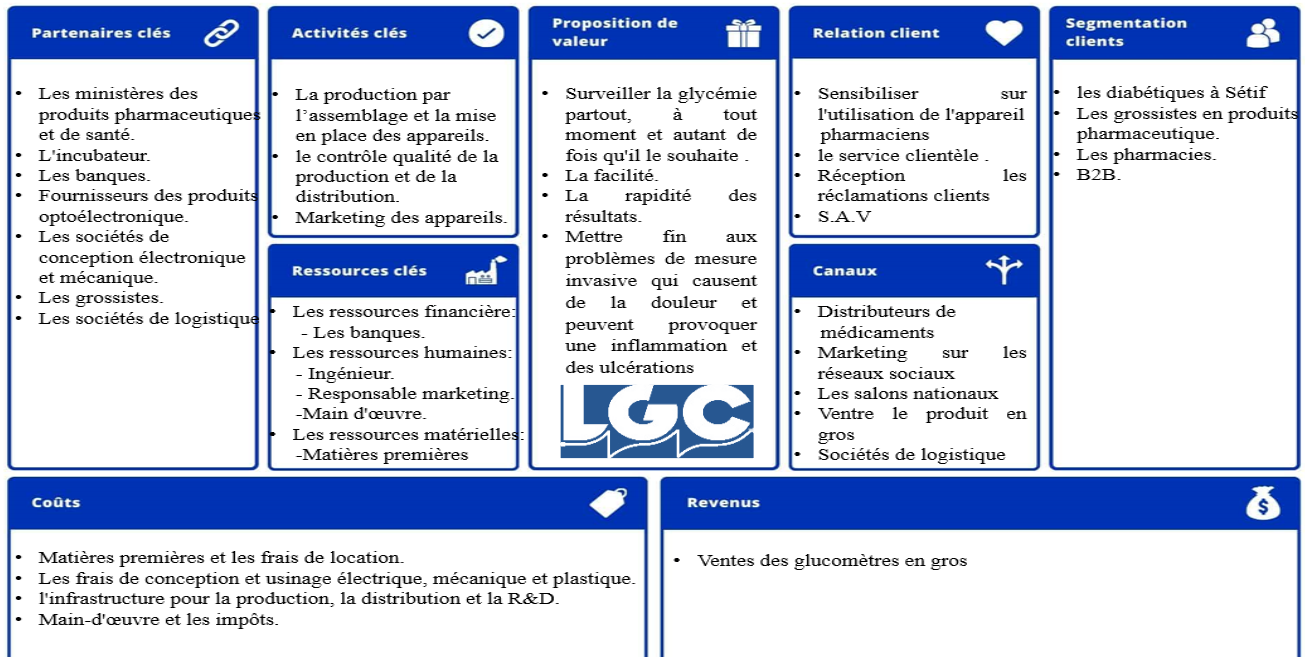 Partenaires clés
• Les ministères des
produits pharmaceutiques
et de santé.
• L'incubateur.
• Les banques.
• Fournisseurs des produits
optoélectronique.
• Les sociétés de
conception électronique
et mécanique.
• Les grossistes.
• Les sociétés de logistique
Activités clés
• La production par
l’assemblage et la mise
en place des appareils.
• le contrôle qualité de la
production et de la
distribution.
• Marketing des appareils.
Ressources clés
• Les ressources financière:
- Les banques.
• Les ressources humaines:
- Ingénieur.
- Responsable marketing.
-Main d'œuvre.
• Les ressources matérielles:
-Matières premières
Proposition de
valeur
• Surveiller la glycémie
partout, à tout
moment et autant de
fois qu'il le souhaite .
• La facilité.
• La rapidité des
résultats.
• Mettre fin aux
problèmes de mesure
invasive qui causent
de la douleur et
peuvent provoquer
une inflammation et
des ulcérations
LGC
Relation client
• Sensibiliser sur
l'utilisation de l'appareil
pharmaciens
• le service clientèle .
• Réception les
réclamations clients
• S.A.V
Canaux
• Distributeurs de
médicaments
• Marketing sur les
réseaux sociaux
• Les salons nationaux
• Ventre le produit en
gros
• Sociétés de logistique
Segmentation
clients
• les diabétiques à Sétif
• Les grossistes en produits
pharmaceutique.
• Les pharmacies.
• B2B.
Coûts
• Matières premières et les frais de location.
• Les frais de conception et usinage électrique, mécanique et plastique.
• l'infrastructure pour la production, la distribution et la R&D.
• Main-d'œuvre et les impôts.
Revenus
$
• Ventes des glucomètres en gros